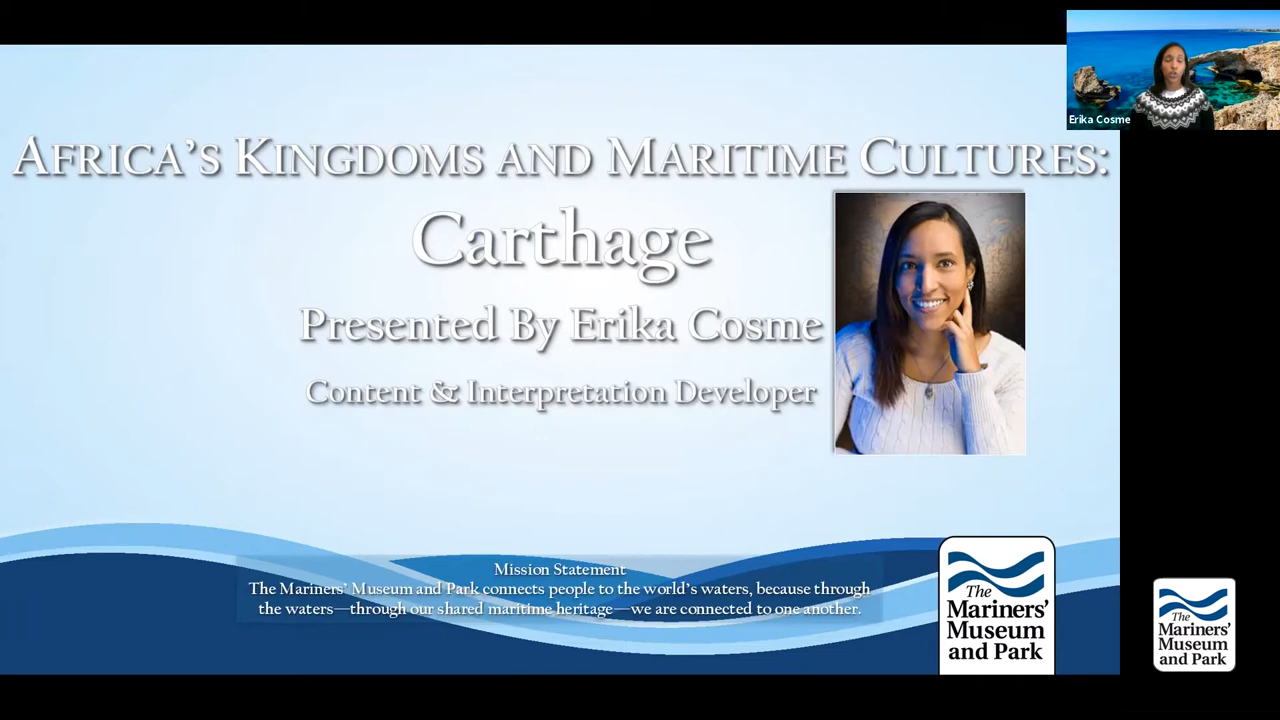 Erika Cosme
AFRICA'S KINGDOMS AND MARITIME CULTURES:
Carthage
Presented By Erika Cosme
Content & Interpretation Developer
Mission Statement
The Mariners' Museum and Park connects people to the world's waters, because through
the waters—through our shared maritime heritage—we are connected to one another.
The
Mariners'
Museum
and Park
The
Mariners'
Museum
and Park